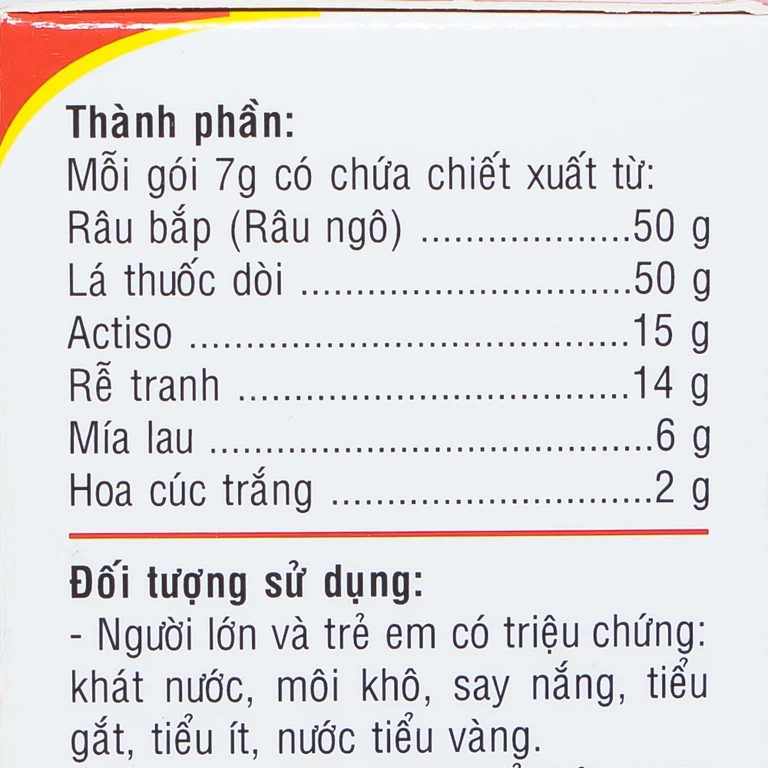 Thành phần:
Mỗi gói 7g có chứa chiết xuất từ:
Râu bắp (Râu ngô) ...................50 g
Lá thuốc dòi ..............................50 g
Actiso ........................................15 g
Rễ tranh ...................................14 g
Mía lau ........................................6 g
Hoa cúc trắng .............................2 g
Đối tượng sử dụng:
- Người lớn và trẻ em có triệu chứng:
khát nước, môi khô, say nắng, tiểu
gắt, tiểu ít, nước tiểu vàng.